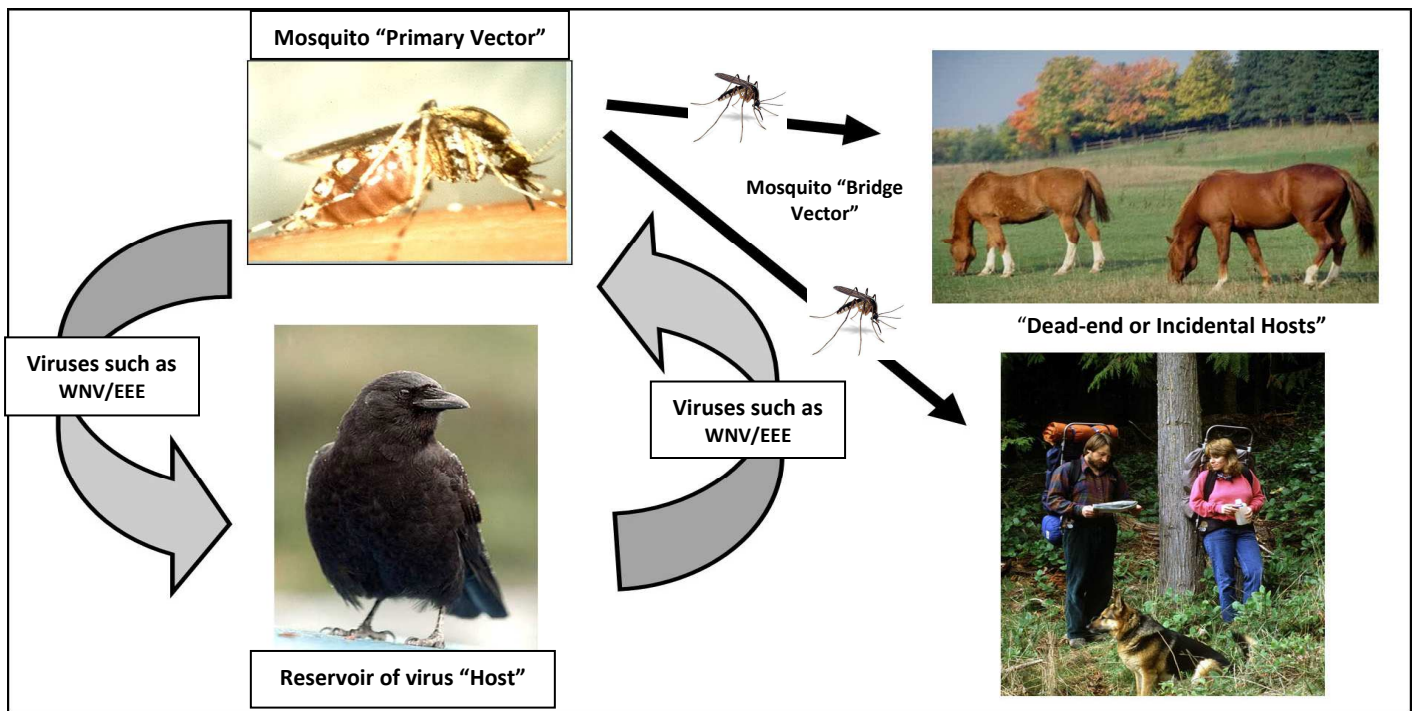 Mosquito “Primary Vector”
Mosquito “Bridge
Vector”
“Dead-end or Incidental Hosts”
Viruses such as
WNV/EEE
Viruses such as
WNV/EEE
Reservoir of virus “Host”